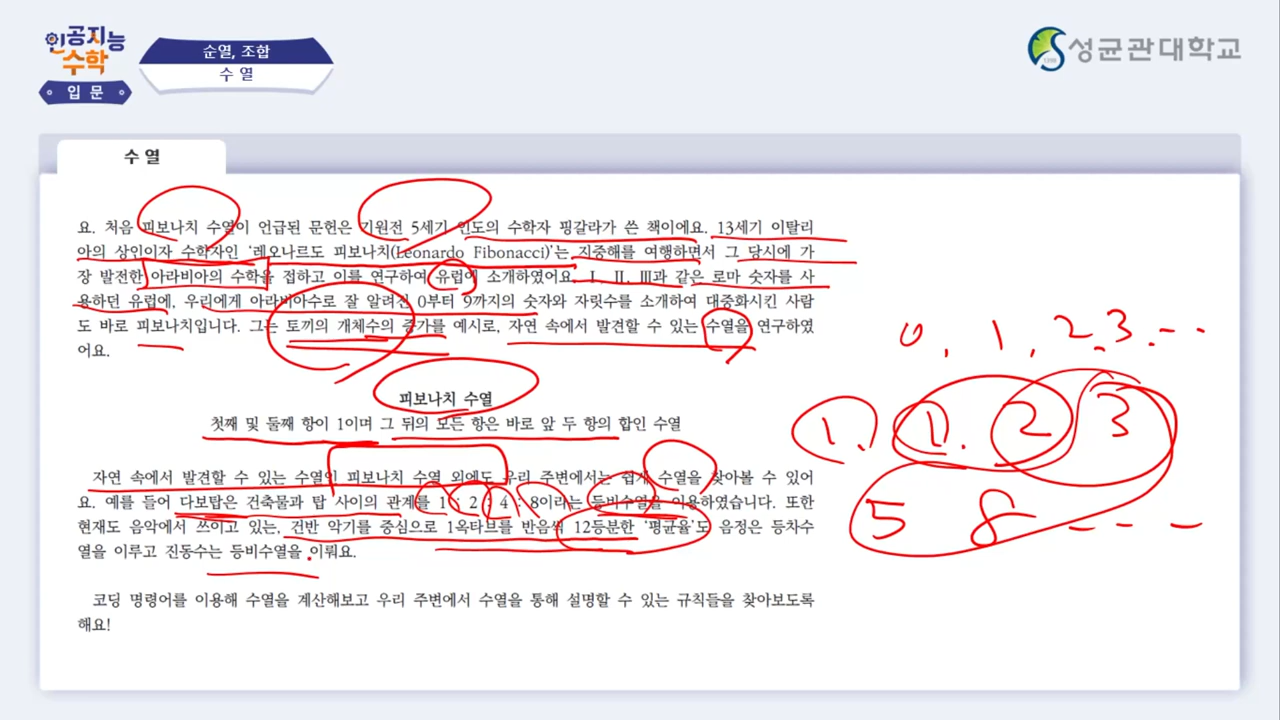 인공지능
수학
입문
순열, 조합
수 열
성균관대학교
수 열
요. 처음 피보나치 수열이 언급된 문헌은 기원전 5세기 인도의 수학자 핑갈라가 쓴 책이에요. 13세기 이탈리
아의 상인이자 수학자인 '레오나르도 피보나치(Leonardo Fibonacci)'는 지중해를 여행하면서 그 당시에 가
장 발전한 아라비아의 수학을 접하고 이를 연구하여 유럽에 소개하였어요. Ⅰ, Ⅱ, Ⅲ과 같은 로마 숫자를 사
용하던 유럽에, 우리에게 아라비아수로 잘 알려진 0부터 9까지의 숫자와 자릿수를 소개하여 대중화시킨 사람
도 바로 피보나치입니다. 그는 토끼의 개체수의 증가를 예시로, 자연 속에서 발견할 수 있는 수열을 연구하였
어요.
0, 1, 2, 3, ...
피보나치 수열
첫째 및 둘째 항이 1이며 그 뒤의 모든 항은 바로 앞 두 항의 합인 수열
1. 1. 2 3
자연 속에서 발견할 수 있는 수열인 피보나치 수열 외에도 우리 주변에서는 쉽게 수열을 찾아볼 수 있어
요. 예를 들어 다보탑은 건축물과 탑 사이의 관계를 1 : 2 : 4 : 8이라는 등비수열을 이용하였습니다. 또한
현재도 음악에서 쓰이고 있는, 건반 악기를 중심으로 1옥타브를 반음씩 12등분한 '평균율'도 음정은 등차수
열을 이루고 진동수는 등비수열을 이뤄요.
5 8 - - -
코딩 명령어를 이용해 수열을 계산해보고 우리 주변에서 수열을 통해 설명할 수 있는 규칙들을 찾아보도록
해요!